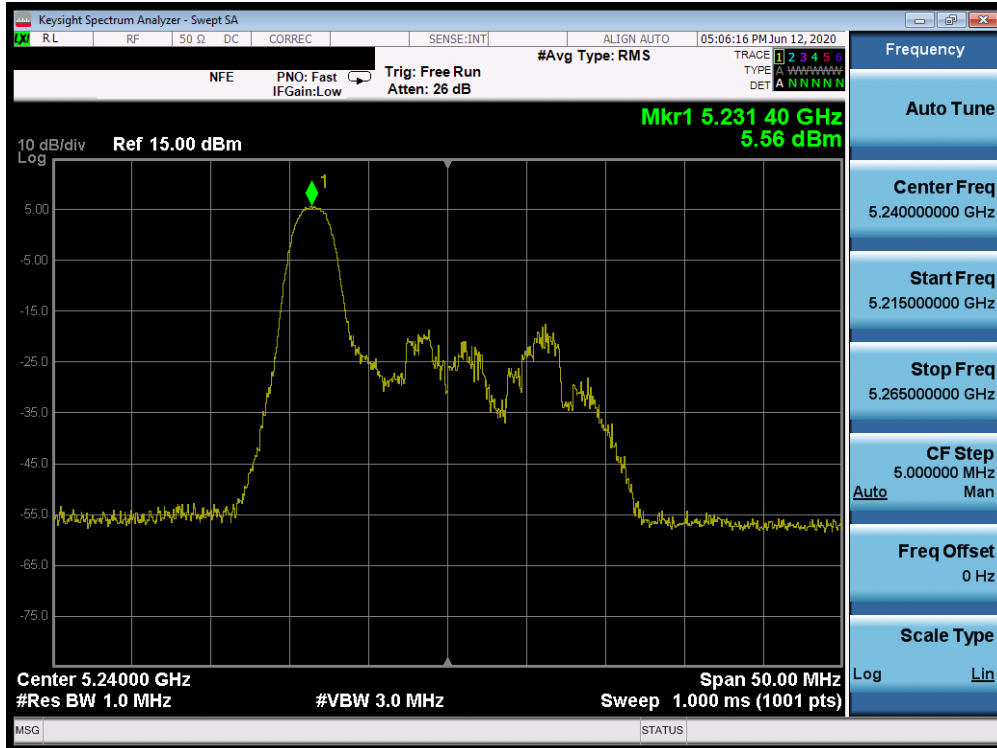 Keysight Spectrum Analyzer - Swept SA
LXI RL RF 50 Ω DC CORREC SENSE:INT ALIGN AUTO 05:06:16 PM Jun 12, 2020
NFE PNO: Fast Trig: Free Run #Avg Type: RMS TRACE 1 2 3 4 5 6
IFGain:Low Atten: 26 dB TYPE A WWWWWW
DET A N N N N N
Mkr1 5.231 40 GHz
5.56 dBm
10 dB/div Ref 15.00 dBm
Log
1
5.00
-5.00
-15.0
-25.0
-35.0
-45.0
-55.0
-65.0
-75.0
Center 5.24000 GHz Span 50.00 MHz
#Res BW 1.0 MHz #VBW 3.0 MHz Sweep 1.000 ms (1001 pts)
MSG STATUS
Frequency
Auto Tune
Center Freq
5.240000000 GHz
Start Freq
5.215000000 GHz
Stop Freq
5.265000000 GHz
CF Step
5.000000 MHz
Auto Man
Freq Offset
0 Hz
Scale Type
Log Lin